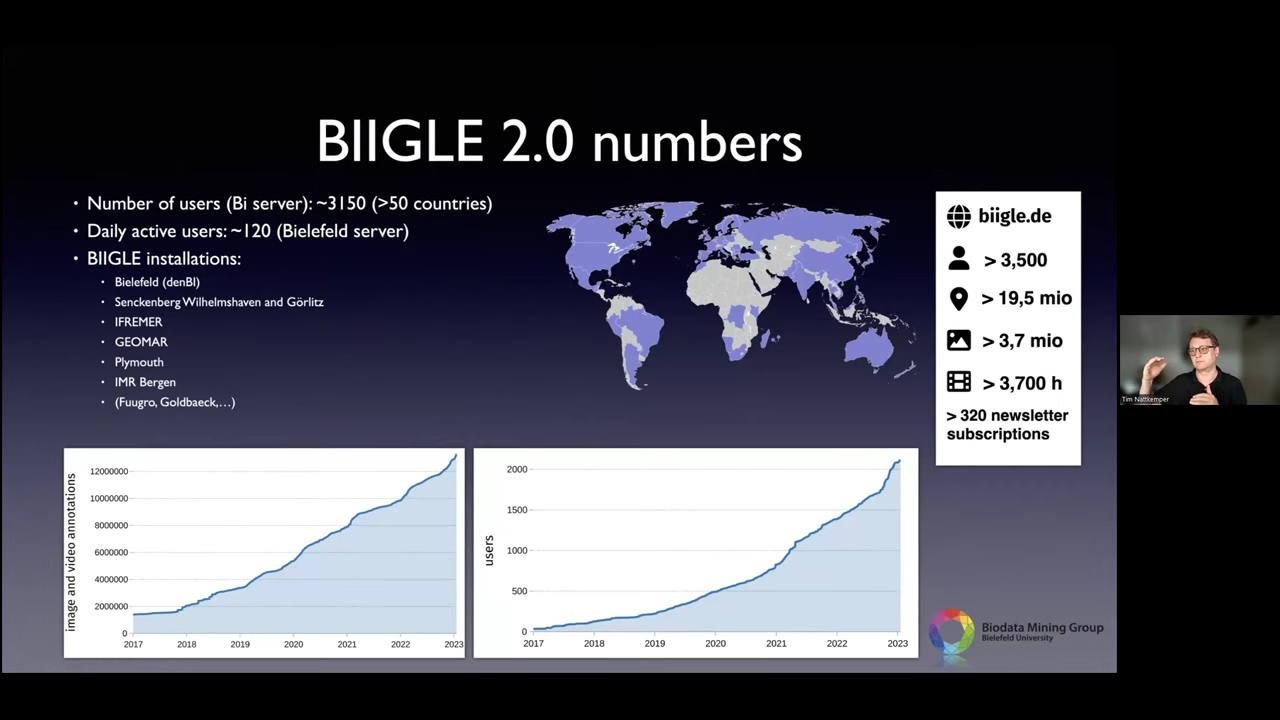 BIIGLE 2.0 numbers
• Number of users (Bi server): ~3150 (>50 countries)
• Daily active users: ~120 (Bielefeld server)
• BIIGLE installations:
• Bielefeld (denBI)
• Senckenberg Wilhelmshaven and Görlitz
• IFREMER
• GEOMAR
• Plymouth
• IMR Bergen
• (Fuugro, Goldbaeck,...)
biigle.de
> 3,500
> 19,5 mio
> 3,7 mio
> 3,700 h
> 320 newsletter
subscriptions
Tim Nattkemper
image and video annotations
12000000
10000000
8000000
6000000
4000000
2000000
0
2017 2018 2019 2020 2021 2022 2023
users
2000
1500
1000
500
0
2017 2018 2019 2020 2021 2022 2023
Biodata Mining Group
Bielefeld University